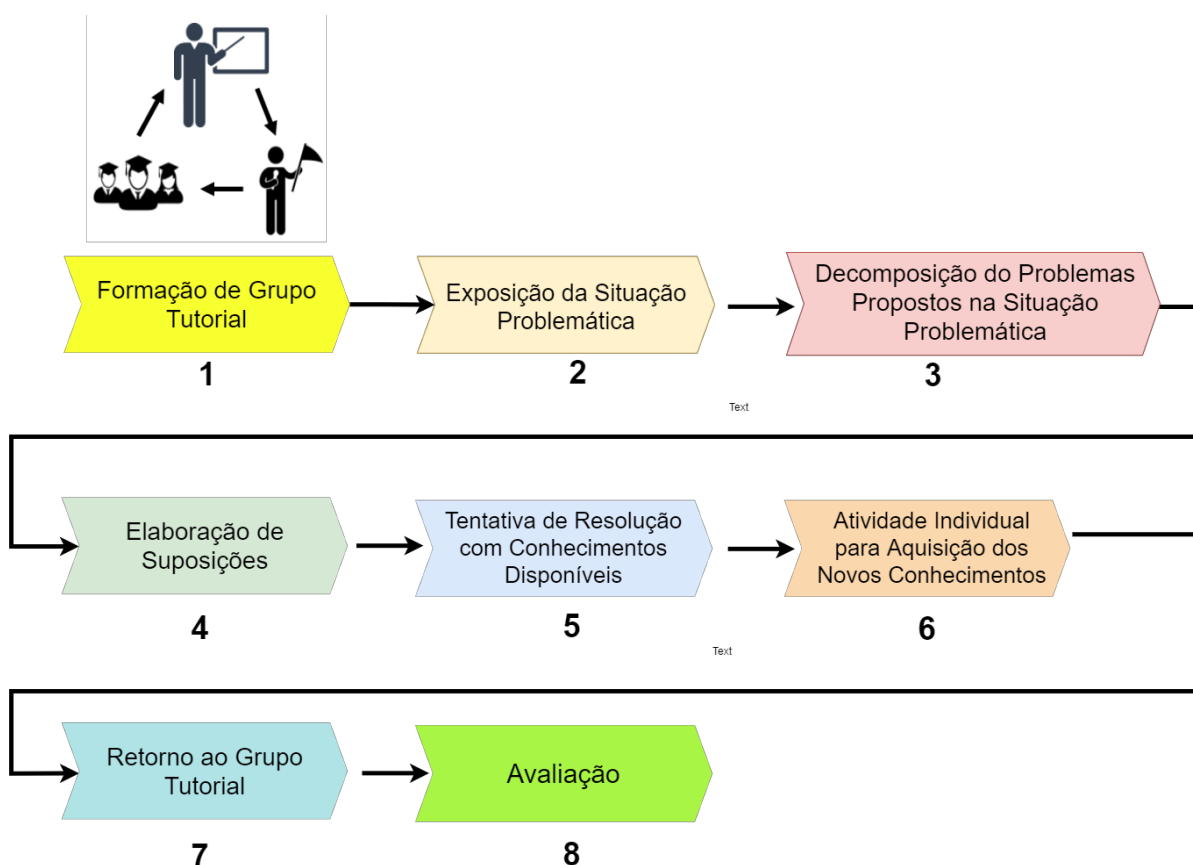 Formação de Grupo
Tutorial
1
Exposição da Situação
Problemática
2
Decomposição do Problemas
Propostos na Situação
Problemática
3
Text
Elaboração de
Suposições
4
Tentativa de Resolução
com Conhecimentos
Disponíveis
5
Atividade Individual
para Aquisição dos
Novos Conhecimentos
6
Text
Retorno ao Grupo
Tutorial
7
Avaliação
8